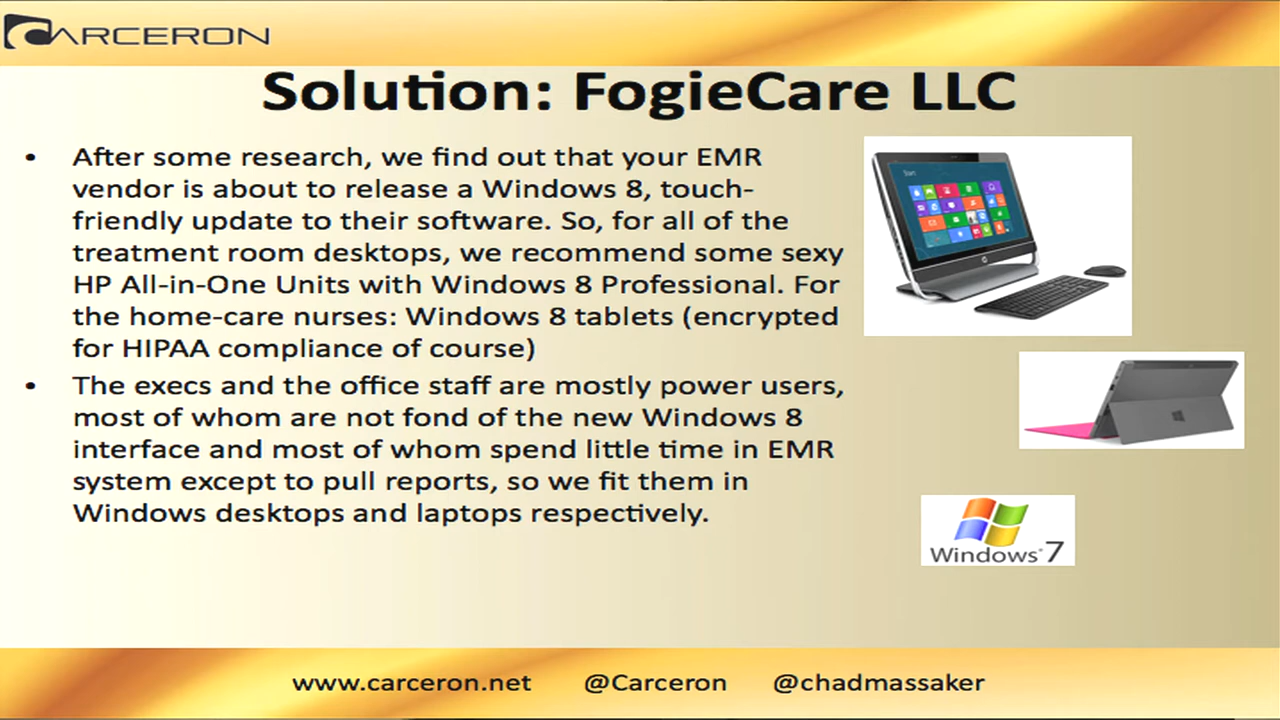 CARCERON
Solution: FogieCare LLC
• After some research, we find out that your EMR
vendor is about to release a Windows 8, touch-
friendly update to their software. So, for all of the
treatment room desktops, we recommend some sexy
HP All-in-One Units with Windows 8 Professional. For
the home-care nurses: Windows 8 tablets (encrypted
for HIPAA compliance of course)
• The execs and the office staff are mostly power users,
most of whom are not fond of the new Windows 8
interface and most of whom spend little time in EMR
system except to pull reports, so we fit them in
Windows desktops and laptops respectively.
Start
hp
Windows® 7
www.carceron.net @Carceron @chadmassaker